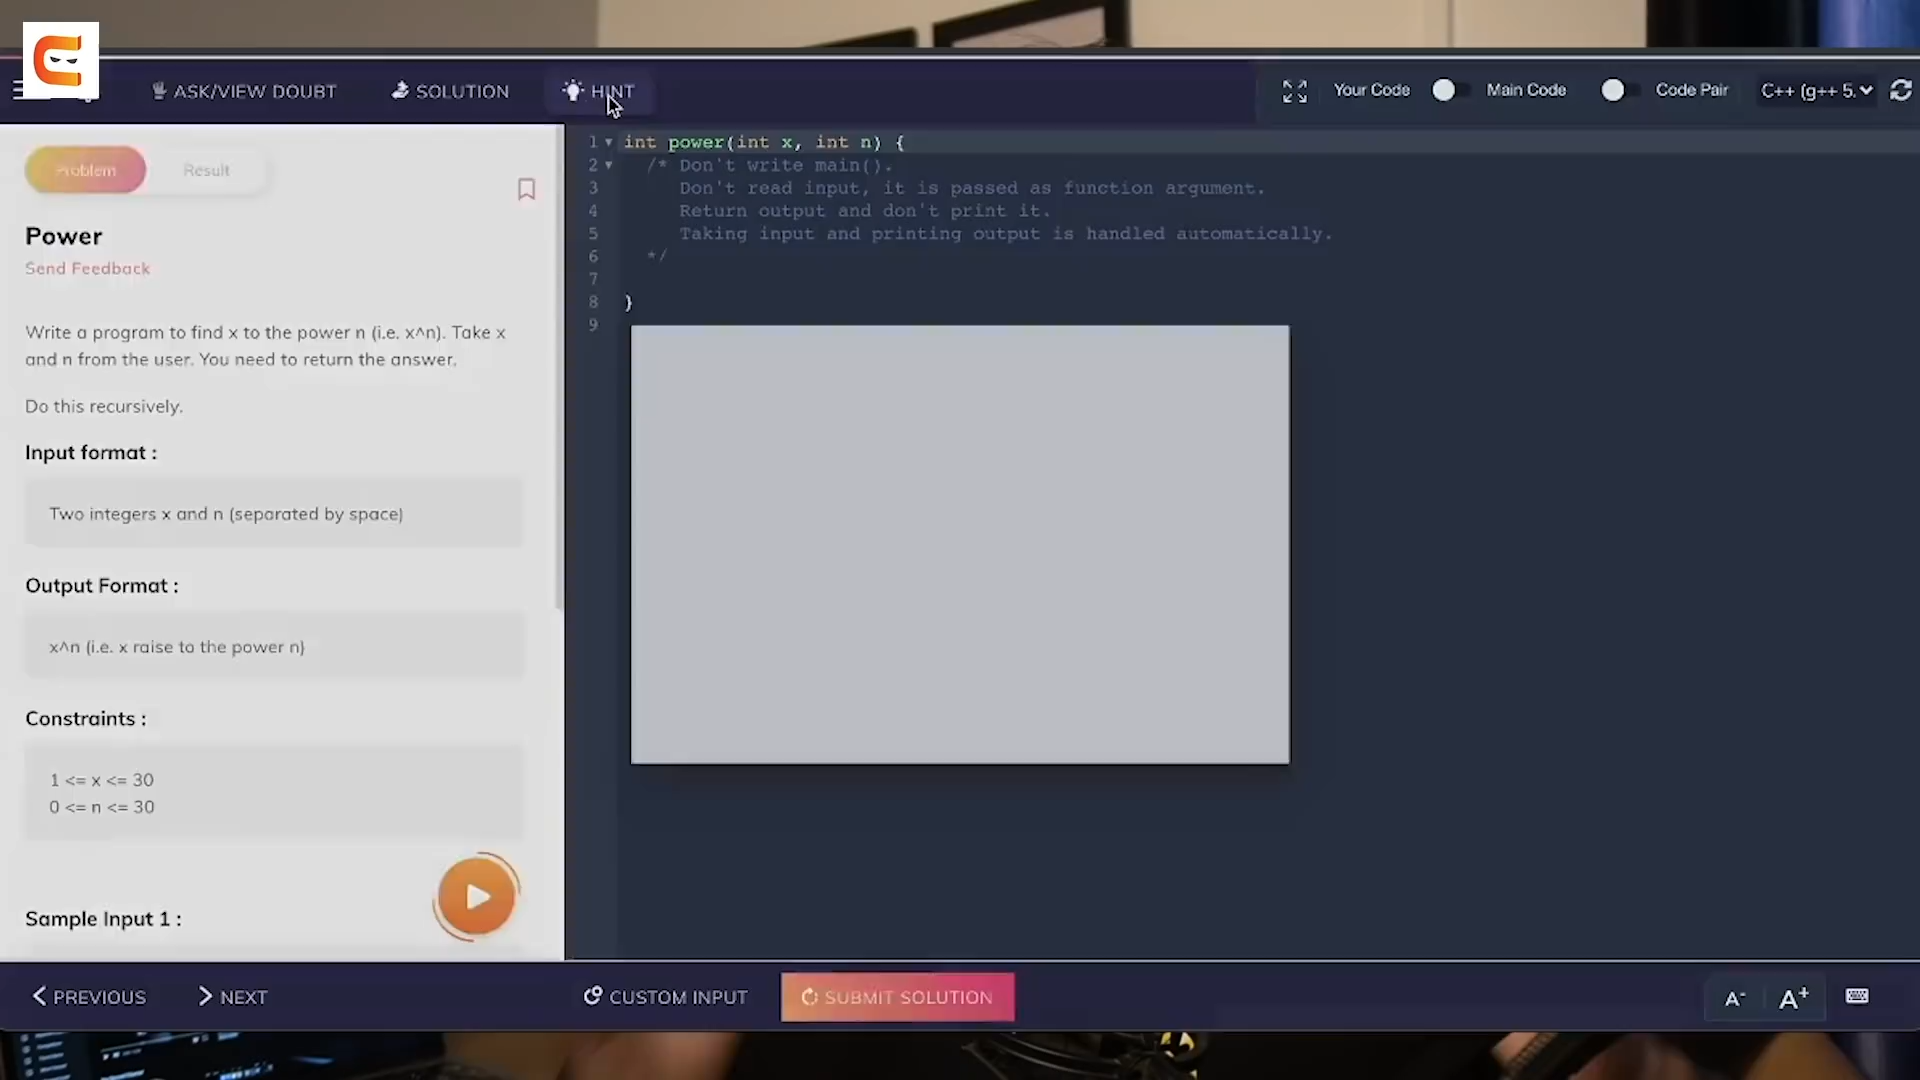 ASK/VIEW DOUBT
SOLUTION
HINT
Your Code
Main Code
Code Pair
C++ (g++ 5.
Problem
Result
Power
Send Feedback
Write a program to find x to the power n (i.e. x^n). Take x
and n from the user. You need to return the answer.
Do this recursively.
Input format :
Two integers x and n (separated by space)
Output Format :
x^n (i.e. x raise to the power n)
Constraints :
1 <= x <= 30
0 <= n <= 30
Sample Input 1 :
1 int power(int x, int n) {
2 /* Don't write main().
3 Don't read input, it is passed as function argument.
4 Return output and don't print it.
5 Taking input and printing output is handled automatically.
6 */
7
8 }
9
PREVIOUS
NEXT
CUSTOM INPUT
SUBMIT SOLUTION
A-
A+